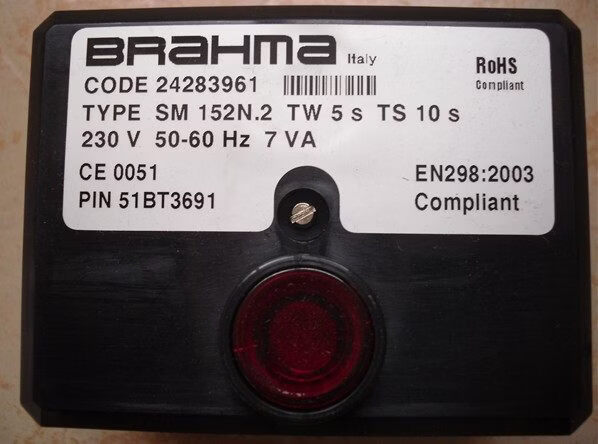 BRAHMA Italy
RoHS
Compliant
CODE 24283961
TYPE SM 152N.2 TW 5 s TS 10 s
230 V 50-60 Hz 7 VA
CE 0051
PIN 51BT3691
EN298:2003
Compliant